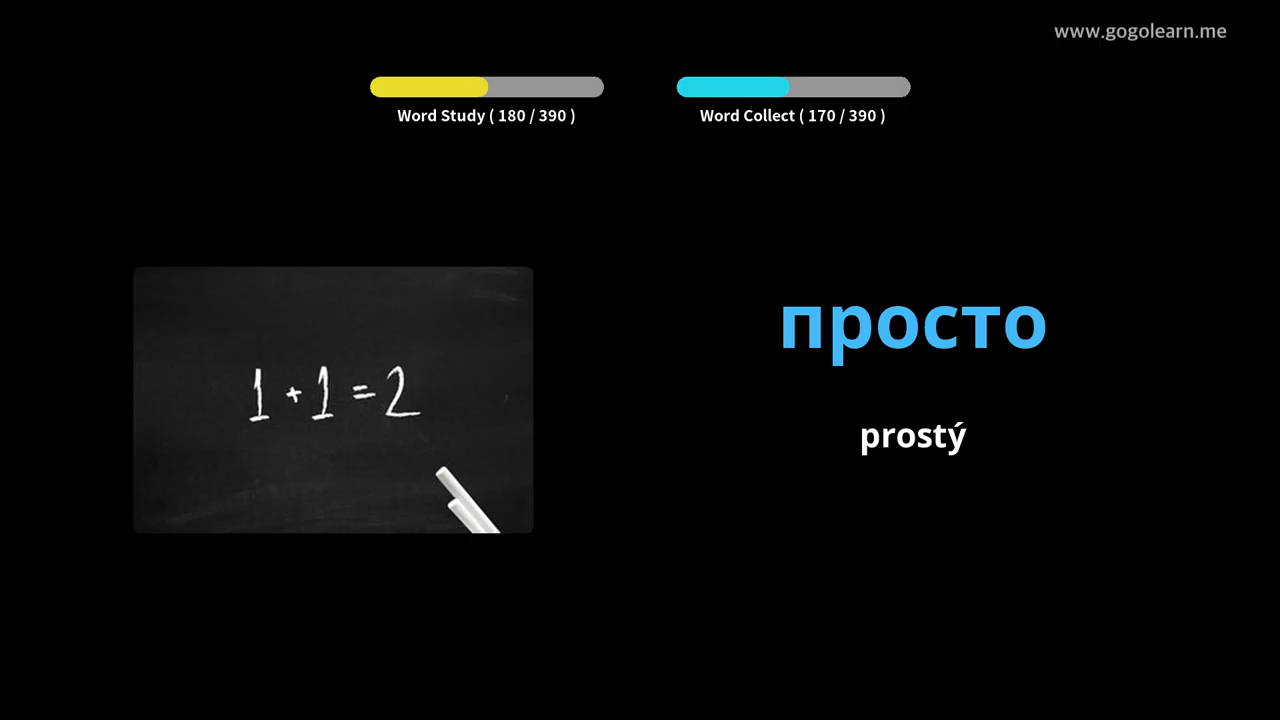 www.gogolearn.me
Word Study ( 180 / 390 )
Word Collect ( 170 / 390 )
1 + 1 = 2
просто
prostý